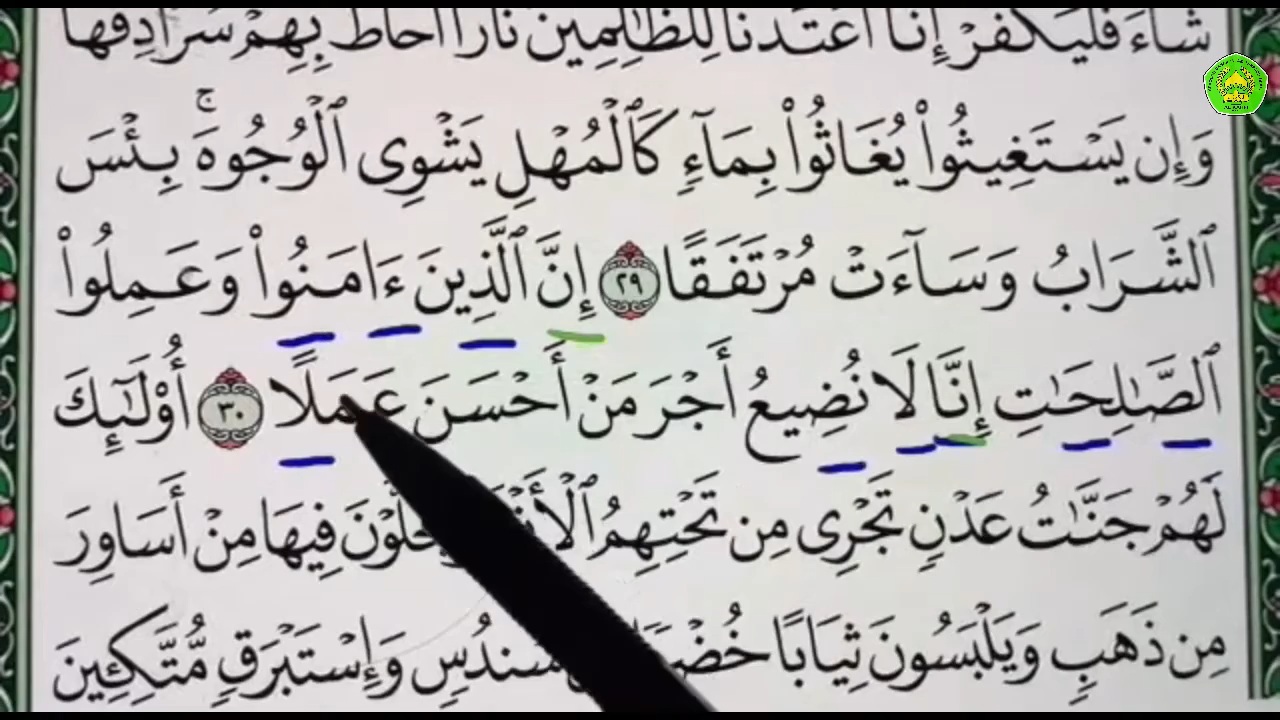 شَآءَ فَلْيَكْفُرْ إِنَّآ أَعْتَدْنَا لِلظَّٰلِمِينَ نَارًا أَحَاطَ بِهِمْ سُرَادِقُهَا
وَإِن يَسْتَغِيثُوا۟ يُغَاثُوا۟ بِمَآءٍ كَٱلْمُهْلِ يَشْوِى ٱلْوُجُوهَ ۚ بِئْسَ
ٱلشَّرَابُ وَسَآءَتْ مُرْتَفَقًا ٢٩ إِنَّ ٱلَّذِينَ ءَامَنُوا۟ وَعَمِلُوا۟
ٱلصَّٰلِحَٰتِ إِنَّا لَا نُضِيعُ أَجْرَ مَنْ أَحْسَنَ عَمَلًا ٣٠ أُو۟لَٰٓئِكَ
لَهُمْ جَنَّٰتُ عَدْنٍ تَجْرِى مِن تَحْتِهِمُ فِيهَا مِنْ أَسَاوِرَ
مِن ذَهَبٍ وَيَلْبَسُونَ ثِيَابًا سُندُسٍ وَإِسْتَبْرَقٍ مُّتَّكِـِٔينَ